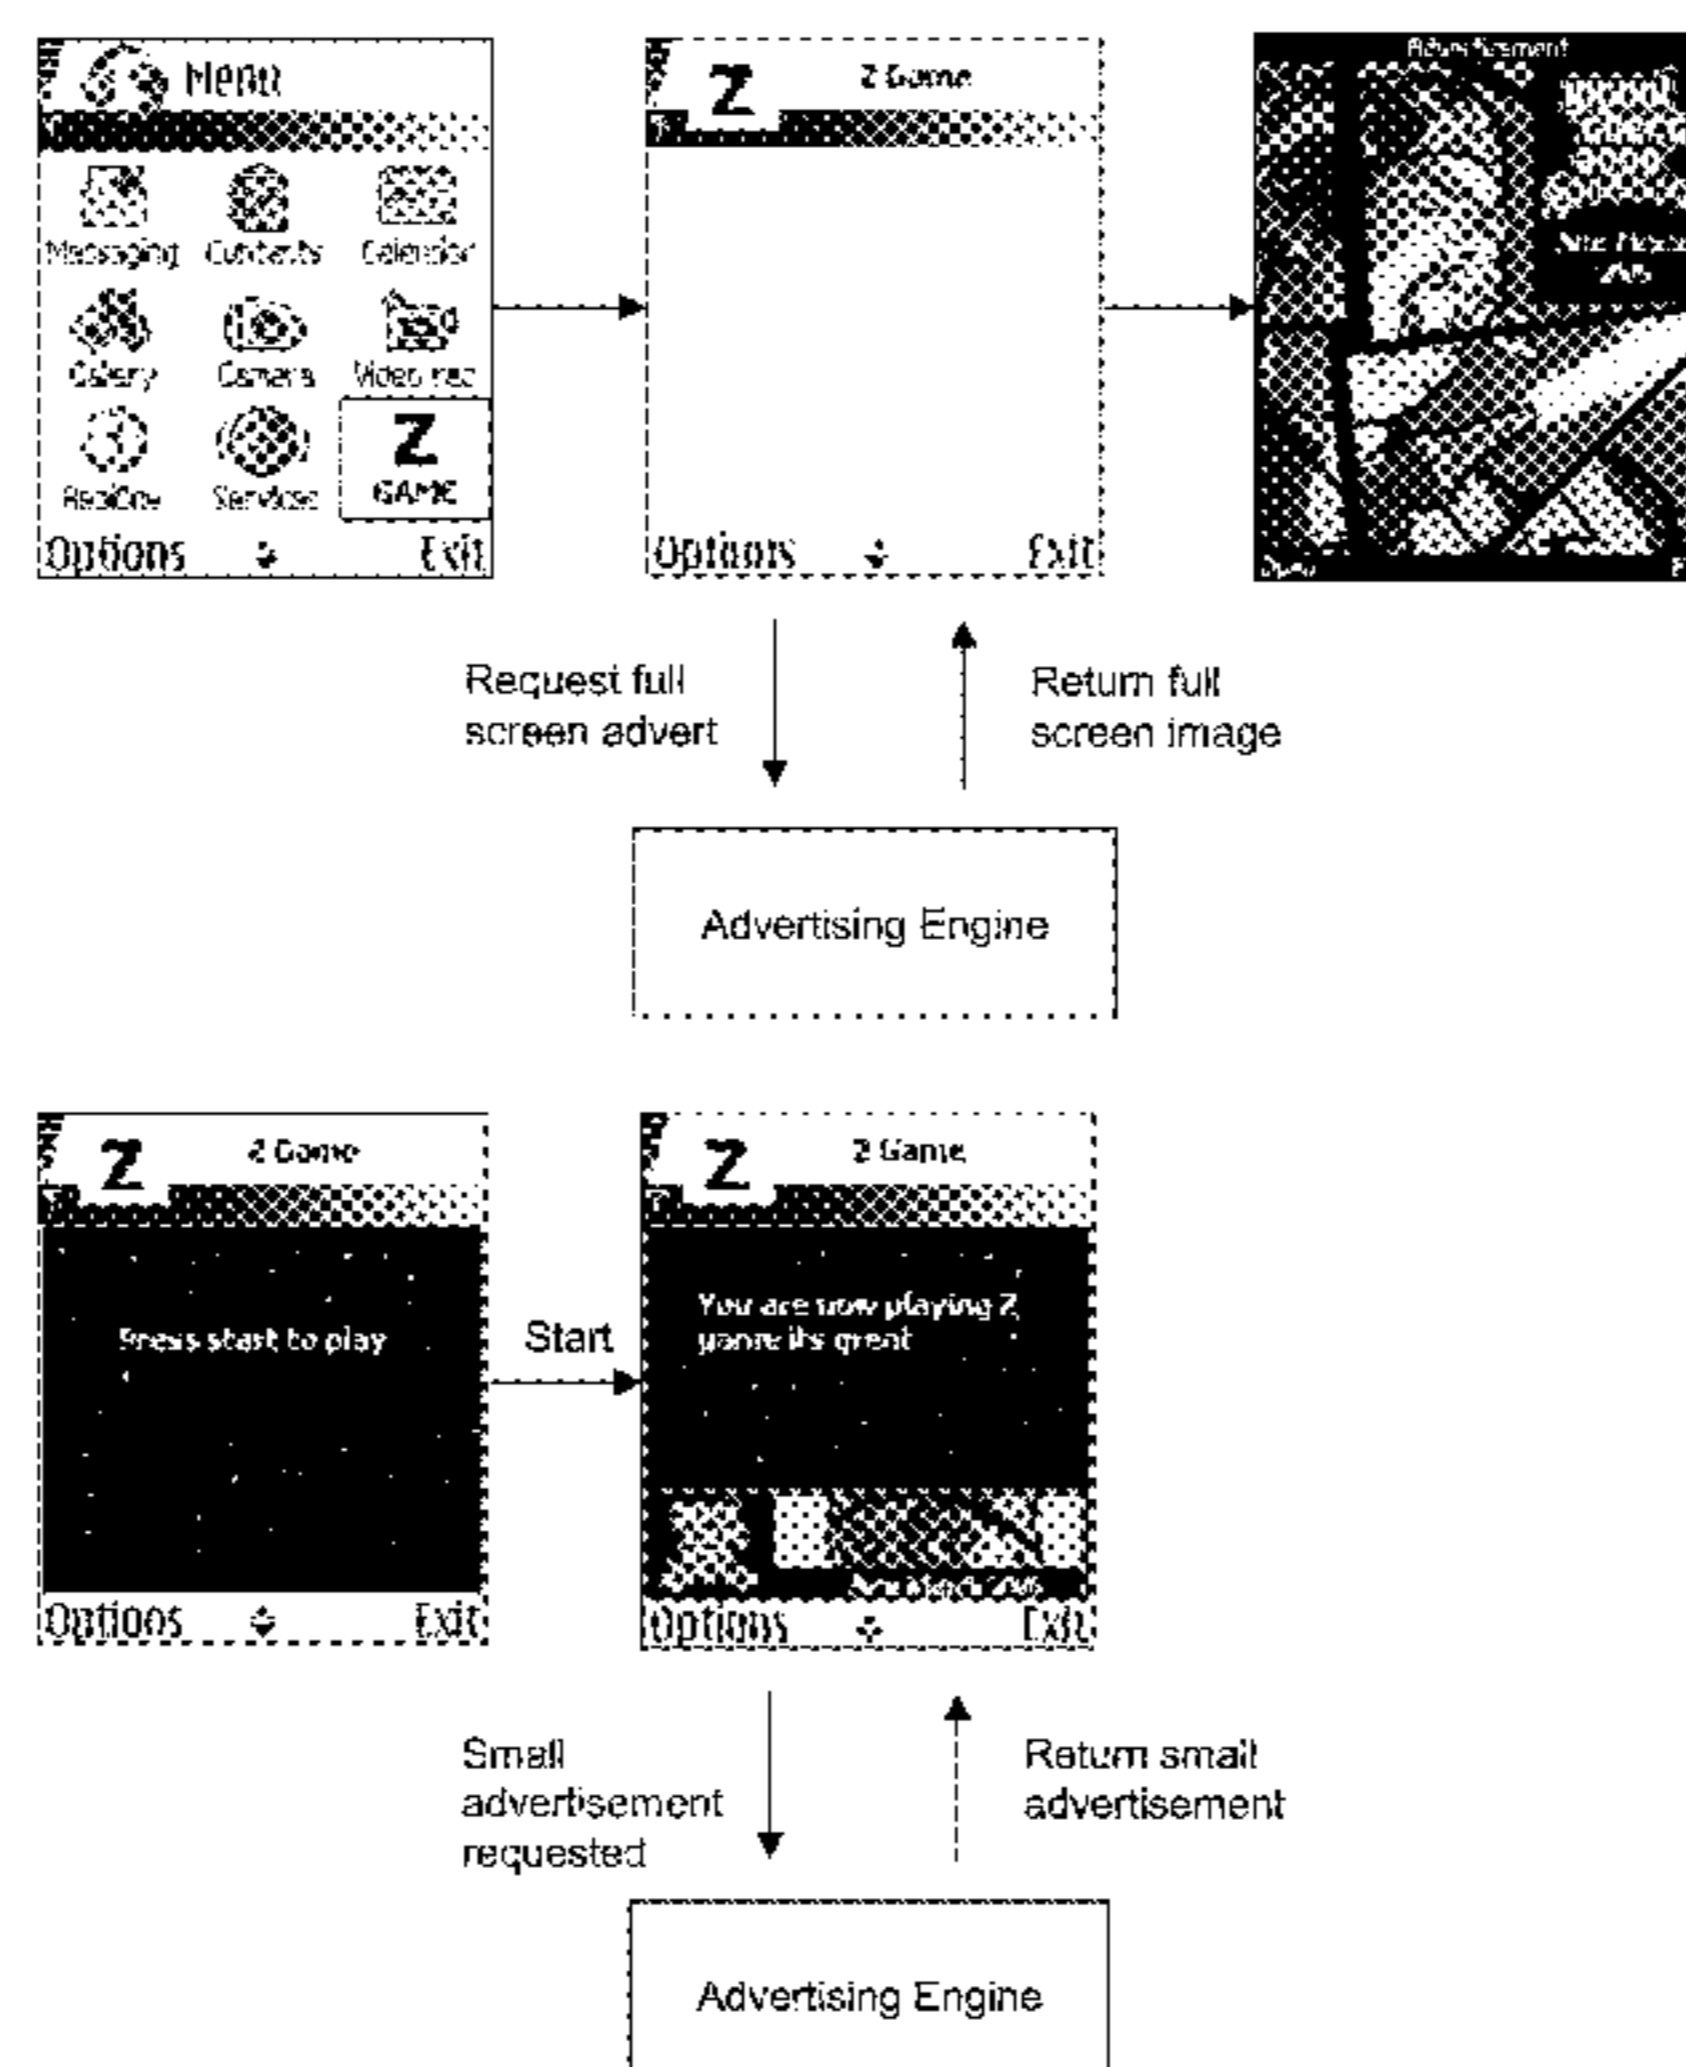 Menu
Messaging Contacts Calendar
Gallery Camera Video rec
RealOne Services Z
GAME
Options Exit
Z Z Game
Options Exit
Advertisement
Open
Request full
screen advert
Return full
screen image
Advertising Engine
Z Z Game
Press start to play
Options Exit
Start
Z Z Game
You are now playing Z
game its great
Options Exit
Small
advertisement
requested
Return small
advertisement
Advertising Engine